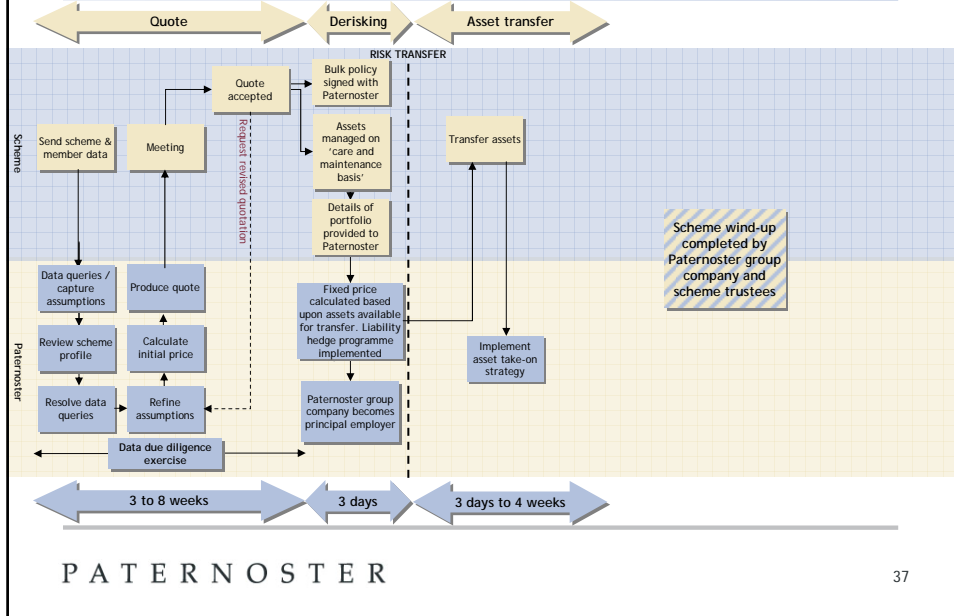 Quote
Derisking
Asset transfer
RISK TRANSFER
Scheme
Send scheme &
member data
Meeting
Quote
accepted
Request revised quotation
Bulk policy
signed with
Paternoster
Assets
managed on
'care and
maintenance
basis'
Details of
portfolio
provided to
Paternoster
Transfer assets
Scheme wind-up
completed by
Paternoster group
company and
scheme trustees
Paternoster
Data queries /
capture
assumptions
Produce quote
Review scheme
profile
Calculate
initial price
Resolve data
queries
Refine
assumptions
Fixed price
calculated based
upon assets available
for transfer. Liability
hedge programme
implemented
Paternoster group
company becomes
principal employer
Implement
asset take-on
strategy
Data due diligence
exercise
3 to 8 weeks
3 days
3 days to 4 weeks
PATERNOSTER
37